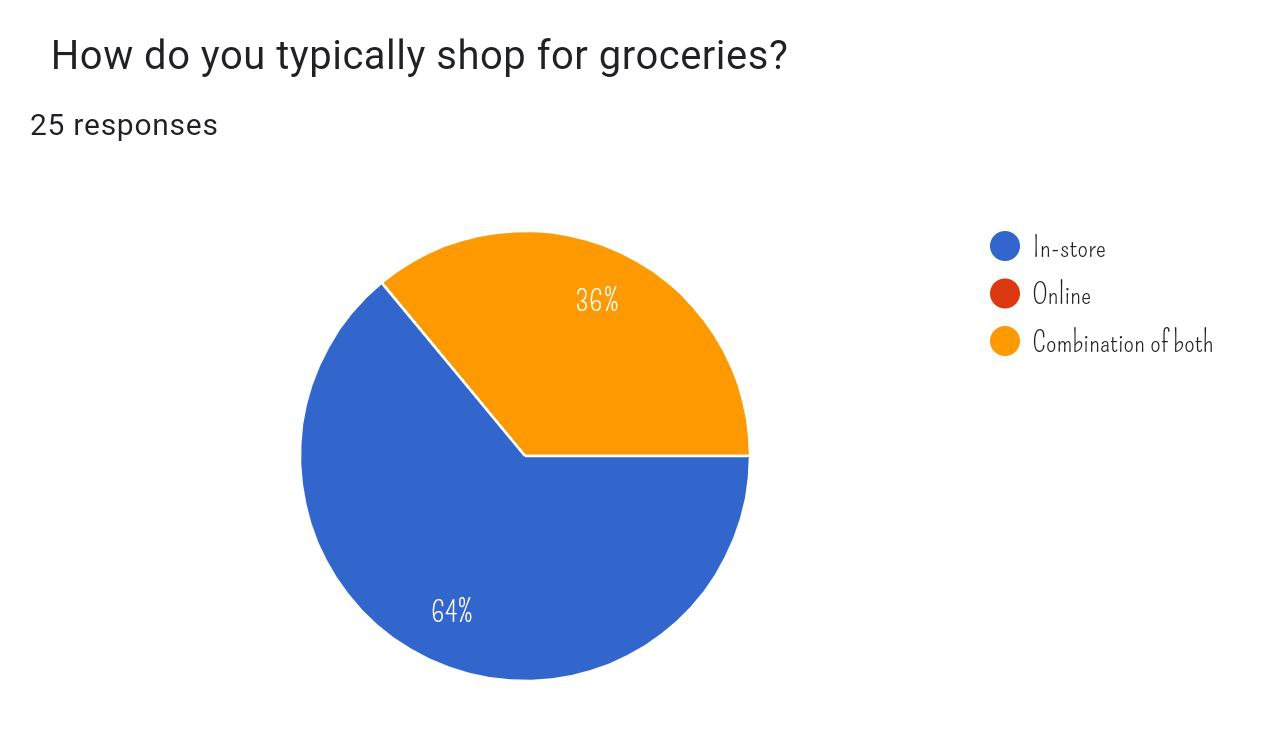 How do you typically shop for groceries?
25 responses
In-store
Online
Combination of both
36%
64%